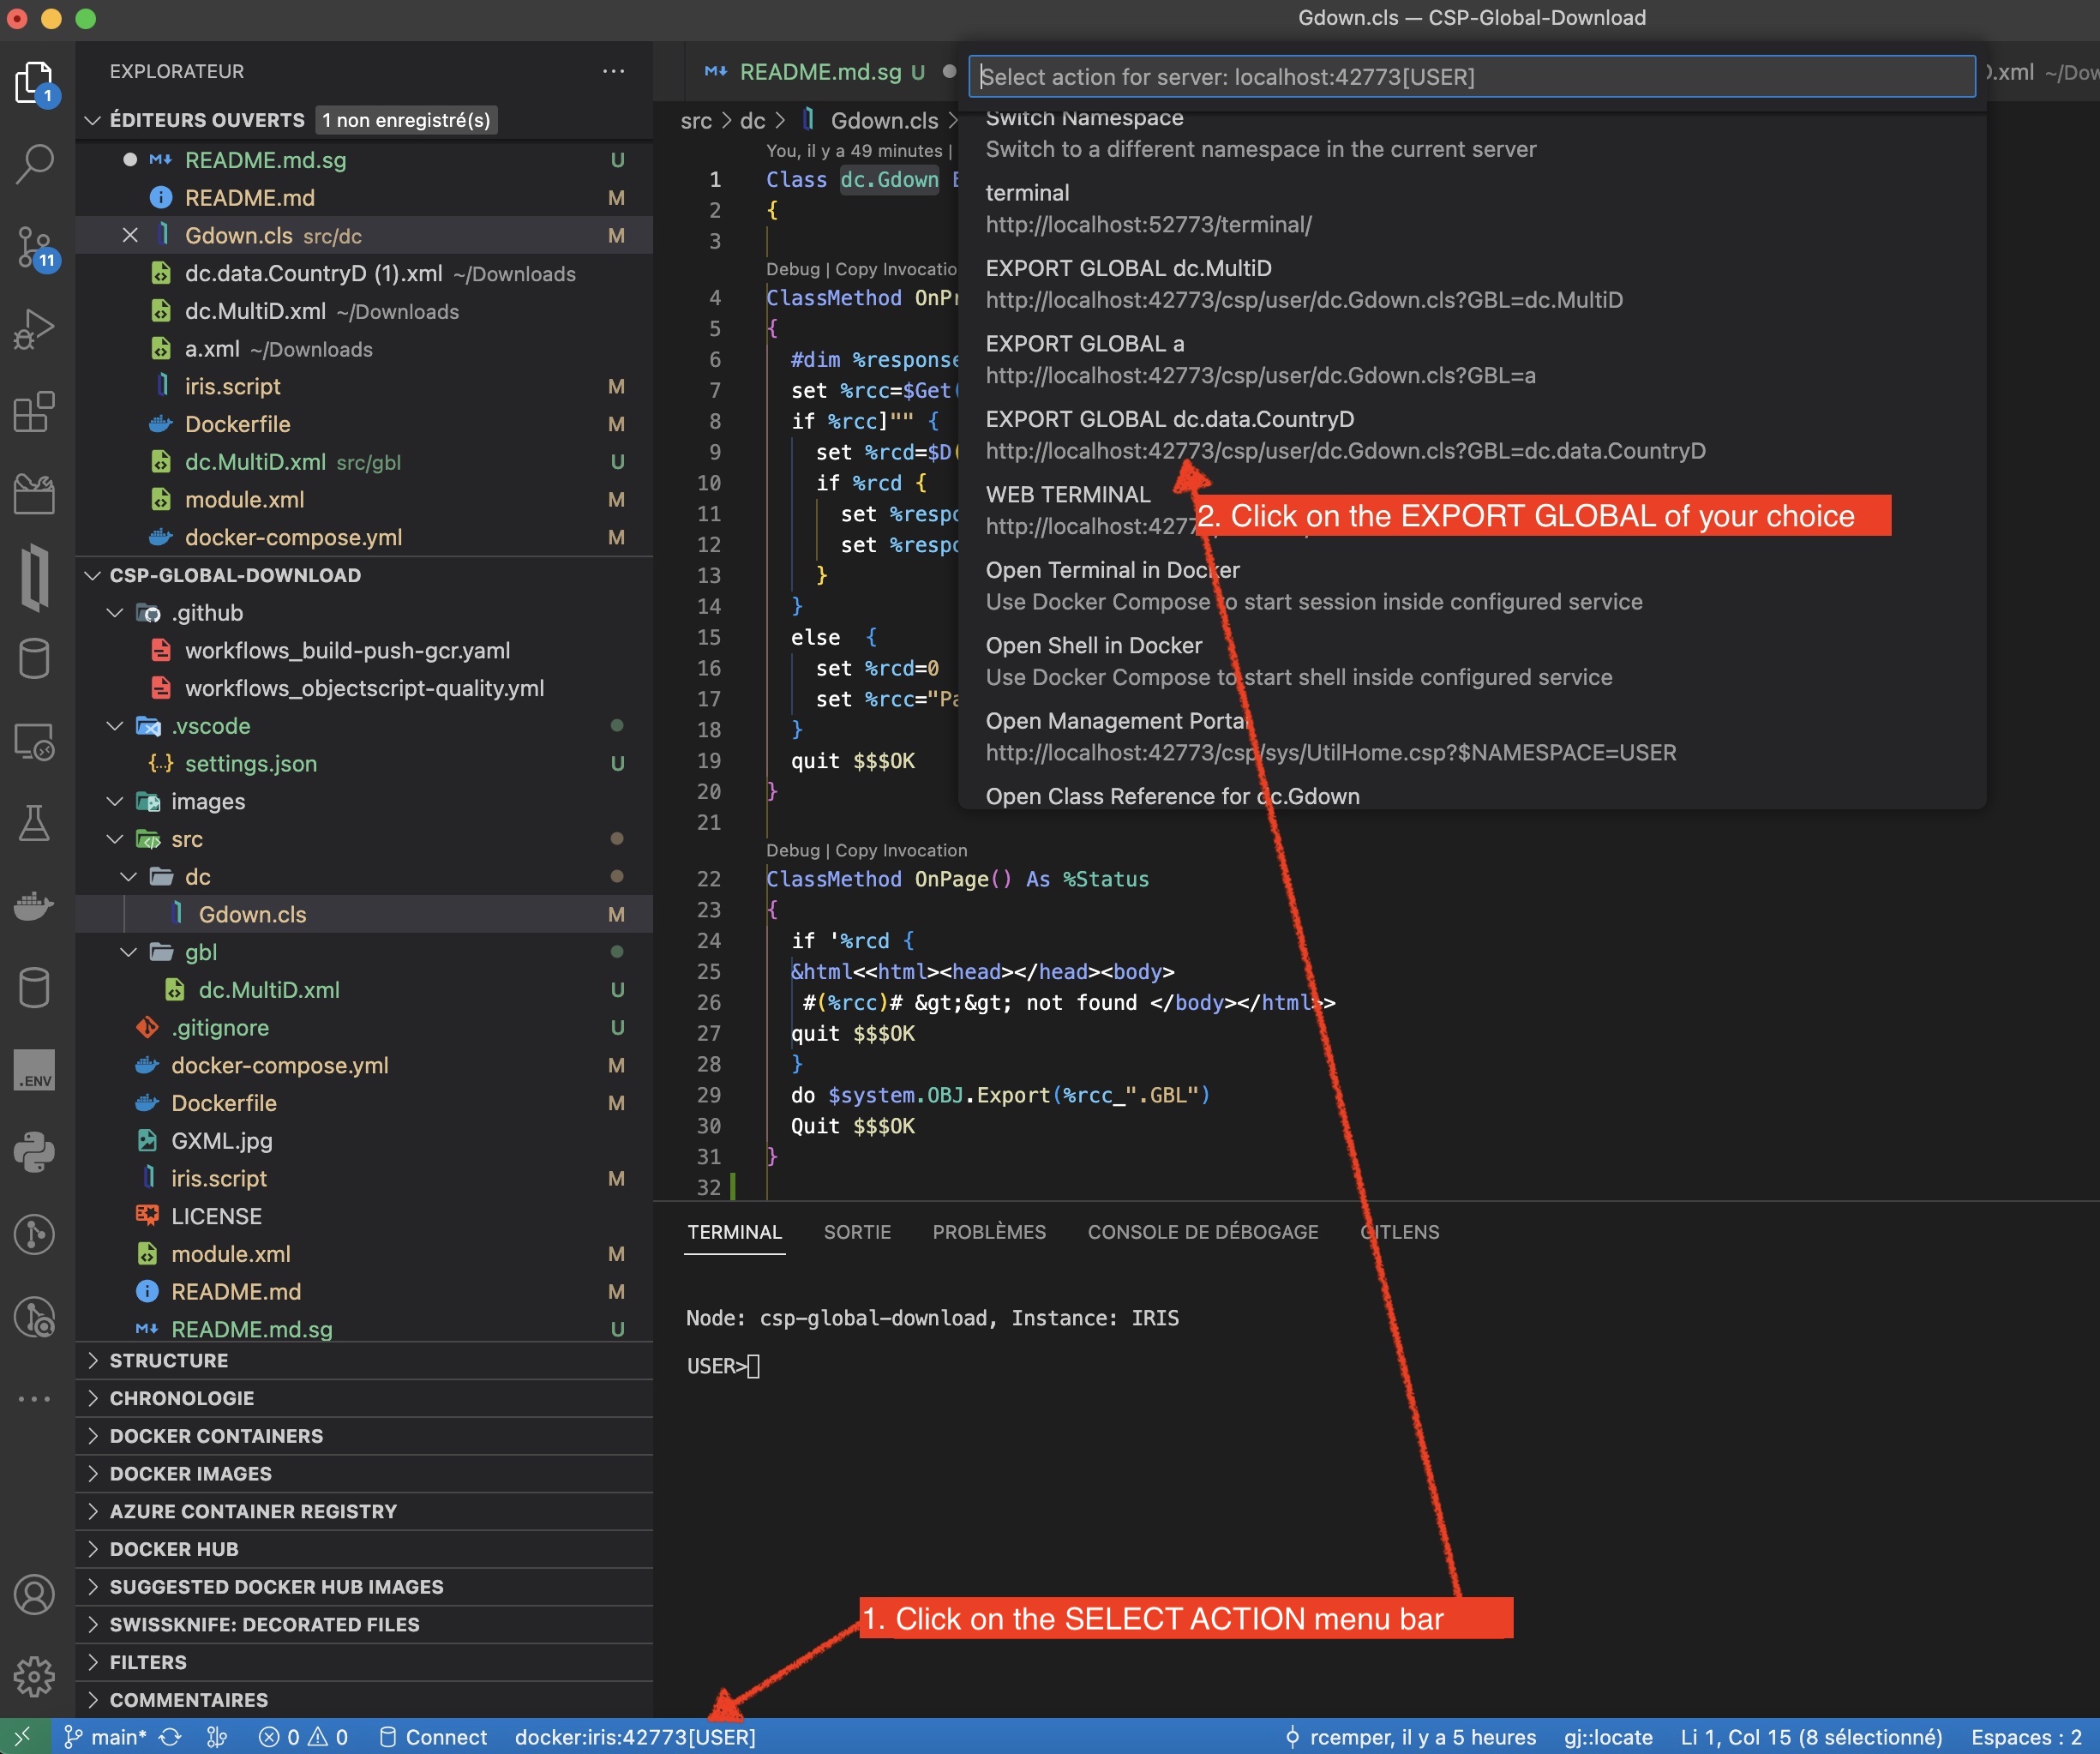 Gdown.cls — CSP-Global-Download
EXPLORATEUR
ÉDITEURS OUVERTS 1 non enregistré(s)
README.md.sg U
README.md M
Gdown.cls src/dc M
dc.data.CountryD (1).xml ~/Downloads
dc.MultiD.xml ~/Downloads
a.xml ~/Downloads
iris.script M
Dockerfile M
dc.MultiD.xml src/gbl U
module.xml M
docker-compose.yml M
CSP-GLOBAL-DOWNLOAD
.github
workflows_build-push-gcr.yaml
workflows_objectscript-quality.yml
.vscode
settings.json U
images
src
dc
Gdown.cls M
gbl
dc.MultiD.xml U
.gitignore U
docker-compose.yml M
Dockerfile M
GXML.jpg
iris.script M
LICENSE
module.xml M
README.md M
README.md.sg U
STRUCTURE
CHRONOLOGIE
DOCKER CONTAINERS
DOCKER IMAGES
AZURE CONTAINER REGISTRY
DOCKER HUB
SUGGESTED DOCKER HUB IMAGES
SWISSKNIFE: DECORATED FILES
FILTERS
COMMENTAIRES
1
11
.ENV
README.md.sg U
.xml ~/Dow
src > dc > Gdown.cls >
You, il y a 49 minutes |
1 Class dc.Gdown
2 {
3
Debug | Copy Invocatio
4 ClassMethod OnPr
5 {
6 #dim %response
7 set %rcc=$Get(
8 if %rcc]"" {
9 set %rcd=$D(
10 if %rcd {
11 set %respo
12 set %respo
13 }
14 }
15 else {
16 set %rcd=0
17 set %rcc="Pa
18 }
19 quit $$$OK
20 }
21
Debug | Copy Invocation
22 ClassMethod OnPage() As %Status
23 {
24 if '%rcd {
25 &html<<html><head></head><body>
26 #(%rcc)# &gt;&gt; not found </body></html>>
27 quit $$$OK
28 }
29 do $system.OBJ.Export(%rcc_".GBL")
30 Quit $$$OK
31 }
32
Select action for server: localhost:42773[USER]
Switch Namespace
Switch to a different namespace in the current server
terminal
http://localhost:52773/terminal/
EXPORT GLOBAL dc.MultiD
http://localhost:42773/csp/user/dc.Gdown.cls?GBL=dc.MultiD
EXPORT GLOBAL a
http://localhost:42773/csp/user/dc.Gdown.cls?GBL=a
EXPORT GLOBAL dc.data.CountryD
http://localhost:42773/csp/user/dc.Gdown.cls?GBL=dc.data.CountryD
WEB TERMINAL
http://localhost:4277
2. Click on the EXPORT GLOBAL of your choice
Open Terminal in Docker
Use Docker Compose to start session inside configured service
Open Shell in Docker
Use Docker Compose to start shell inside configured service
Open Management Portal
http://localhost:42773/csp/sys/UtilHome.csp?$NAMESPACE=USER
Open Class Reference for dc.Gdown
TERMINAL SORTIE PROBLÈMES CONSOLE DE DÉBOGAGE GITLENS
Node: csp-global-download, Instance: IRIS
USER>
1. Click on the SELECT ACTION menu bar
main* 0 0 Connect docker:iris:42773[USER] rcemper, il y a 5 heures gj::locate Li 1, Col 15 (8 sélectionné) Espaces : 2